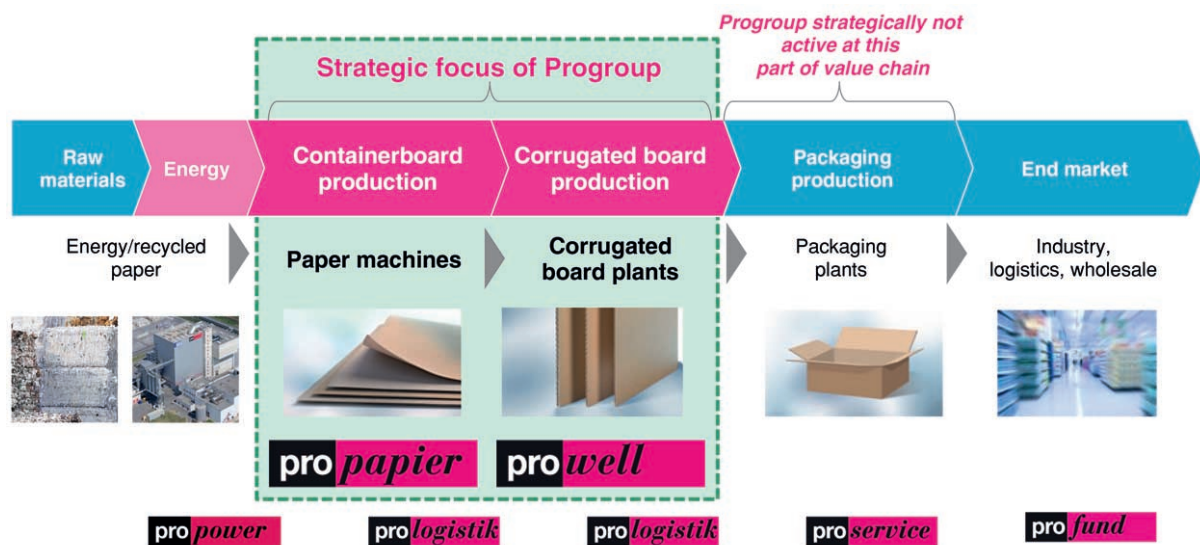 Progroup strategically not
active at this
part of value chain
Strategic focus of Progroup
Raw
materials
Energy
Containerboard
production
Corrugated board
production
Packaging
production
End market
Energy/recycled
paper
Paper machines
Corrugated
board plants
Packaging
plants
Industry,
logistics, wholesale
pro papier
pro well
pro power
pro logistik
pro logistik
pro service
pro fund